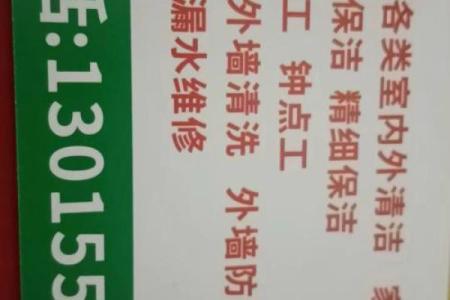 各类室内外清洁 家
保洁 精细保洁
工 钟点工
外墙清洗 外墙防
漏水维修
话:130155